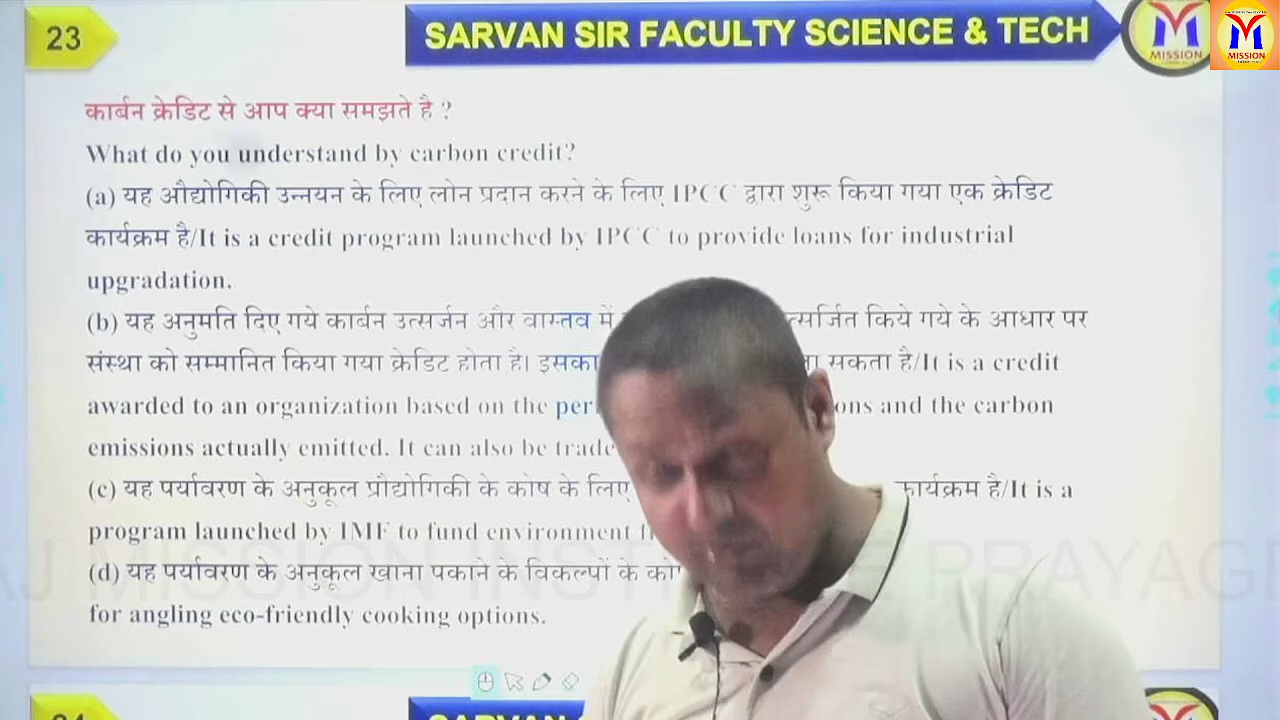 23
SARVAN SIR FACULTY SCIENCE & TECH
MISSION
MISSION
कार्बन क्रेडिट से आप क्या समझते है ?
What do you understand by carbon credit?
(a) यह औद्योगिकी उन्नयन के लिए लोन प्रदान करने के लिए IPCC द्वारा शुरू किया गया एक क्रेडिट
कार्यक्रम है/It is a credit program launched by IPCC to provide loans for industrial
upgradation.
(b) यह अनुमति दिए गये कार्बन उत्सर्जन और वास्तव में किये गये के आधार पर
संस्था को सम्मानित किया गया क्रेडिट होता है। इसका सकता है/It is a credit
awarded to an organization based on the and the carbon
emissions actually emitted. It can also be
(c) यह पर्यावरण के अनुकूल प्रौद्योगिकी के कोष के लिए कार्यक्रम है/It is a
program launched by IMF to fund environment
(d) यह पर्यावरण के अनुकूल खाना पकाने के विकल्पों के
for angling eco-friendly cooking options.
MISSION